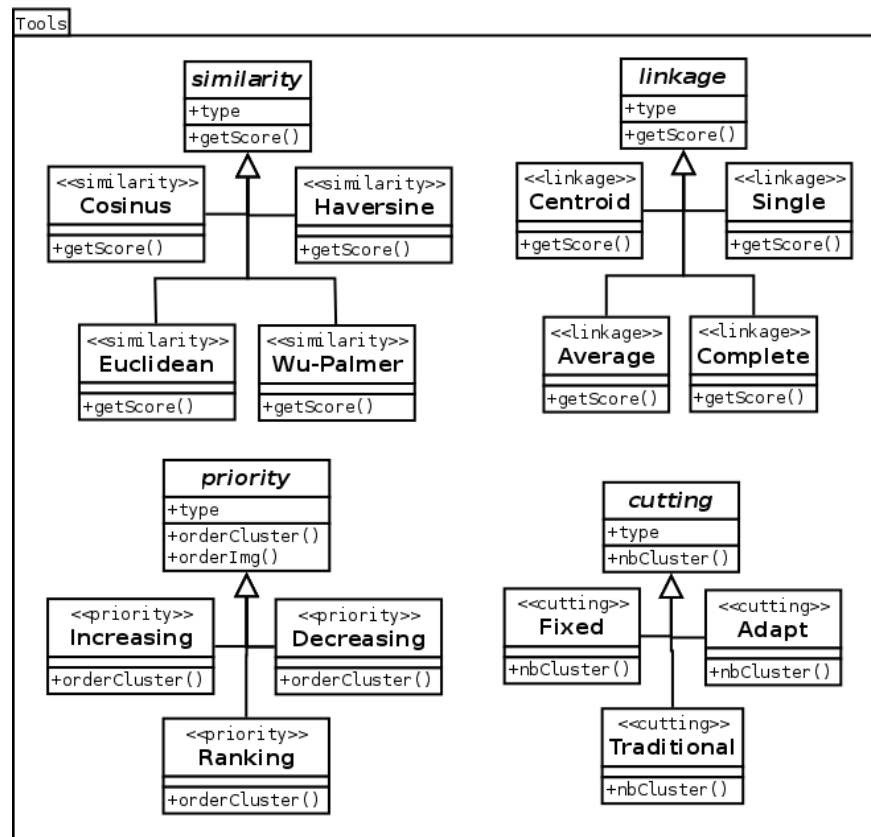 Tools
similarity
+type
+getScore()
<<similarity>>
Cosinus
+getScore()
<<similarity>>
Haversine
+getScore()
<<similarity>>
Euclidean
+getScore()
<<similarity>>
Wu-Palmer
+getScore()
linkage
+type
+getScore()
<<linkage>>
Centroid
+getScore()
<<linkage>>
Single
+getScore()
<<linkage>>
Average
+getScore()
<<linkage>>
Complete
+getScore()
priority
+type
+orderCluster()
+orderImg()
<<priority>>
Increasing
+orderCluster()
<<priority>>
Decreasing
+orderCluster()
<<priority>>
Ranking
+orderCluster()
cutting
+type
+nbCluster()
<<cutting>>
Fixed
+nbCluster()
<<cutting>>
Adapt
+nbCluster()
<<cutting>>
Traditional
+nbCluster()